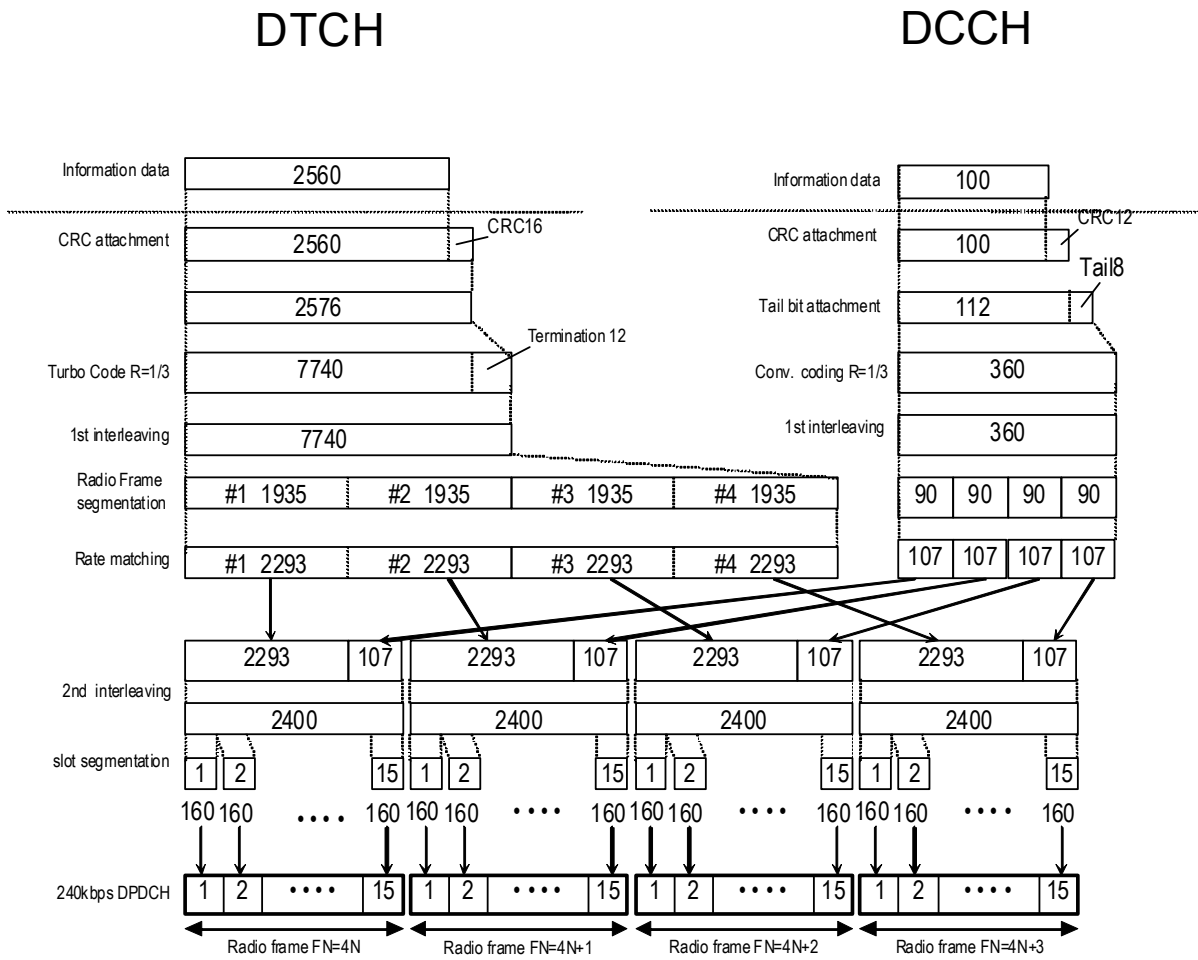 DTCH DCCH
Information data 2560 Information data 100
CRC attachment 2560 CRC16 CRC attachment 100 CRC12
2576 Tail bit attachment 112 Tail8
Turbo Code R=1/3 7740 Termination 12 Conv. coding R=1/3 360
1st interleaving 7740 1st interleaving 360
Radio Frame segmentation #1 1935 #2 1935 #3 1935 #4 1935 90 90 90 90
Rate matching #1 2293 #2 2293 #3 2293 #4 2293 107 107 107 107
2293 107 2293 107 2293 107 2293 107
2nd interleaving
2400 2400 2400 2400
slot segmentation 1 2 15 1 2 15 1 2 15 1 2 15
160 160 •••• 160 160 160 •••• 160 160 160 •••• 160 160 160 •••• 160
240kbps DPDCH 1 2 •••• 15 1 2 •••• 15 1 2 •••• 15 1 2 •••• 15
Radio frame FN=4N Radio frame FN=4N+1 Radio frame FN=4N+2 Radio frame FN=4N+3